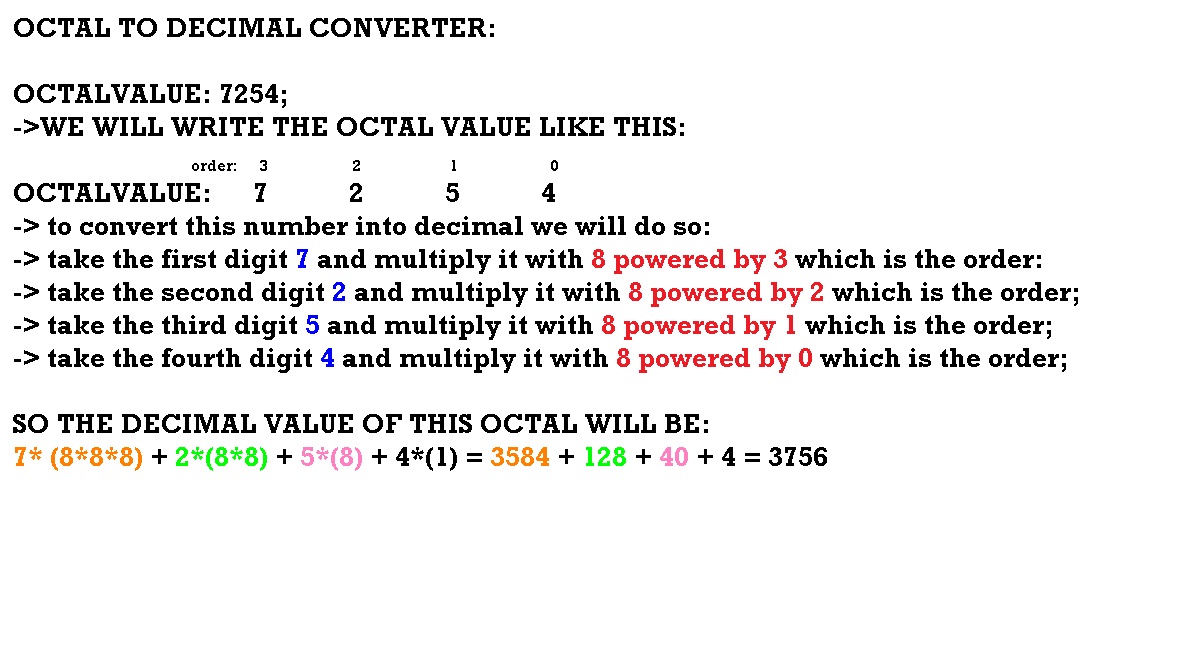 OCTAL TO DECIMAL CONVERTER:
OCTALVALUE: 7254;
->WE WILL WRITE THE OCTAL VALUE LIKE THIS:
order: 3 2 1 0
OCTALVALUE: 7 2 5 4
-> to convert this number into decimal we will do so:
-> take the first digit 7 and multiply it with 8 powered by 3 which is the order:
-> take the second digit 2 and multiply it with 8 powered by 2 which is the order;
-> take the third digit 5 and multiply it with 8 powered by 1 which is the order;
-> take the fourth digit 4 and multiply it with 8 powered by 0 which is the order;
SO THE DECIMAL VALUE OF THIS OCTAL WILL BE:
7* (8*8*8) + 2*(8*8) + 5*(8) + 4*(1) = 3584 + 128 + 40 + 4 = 3756